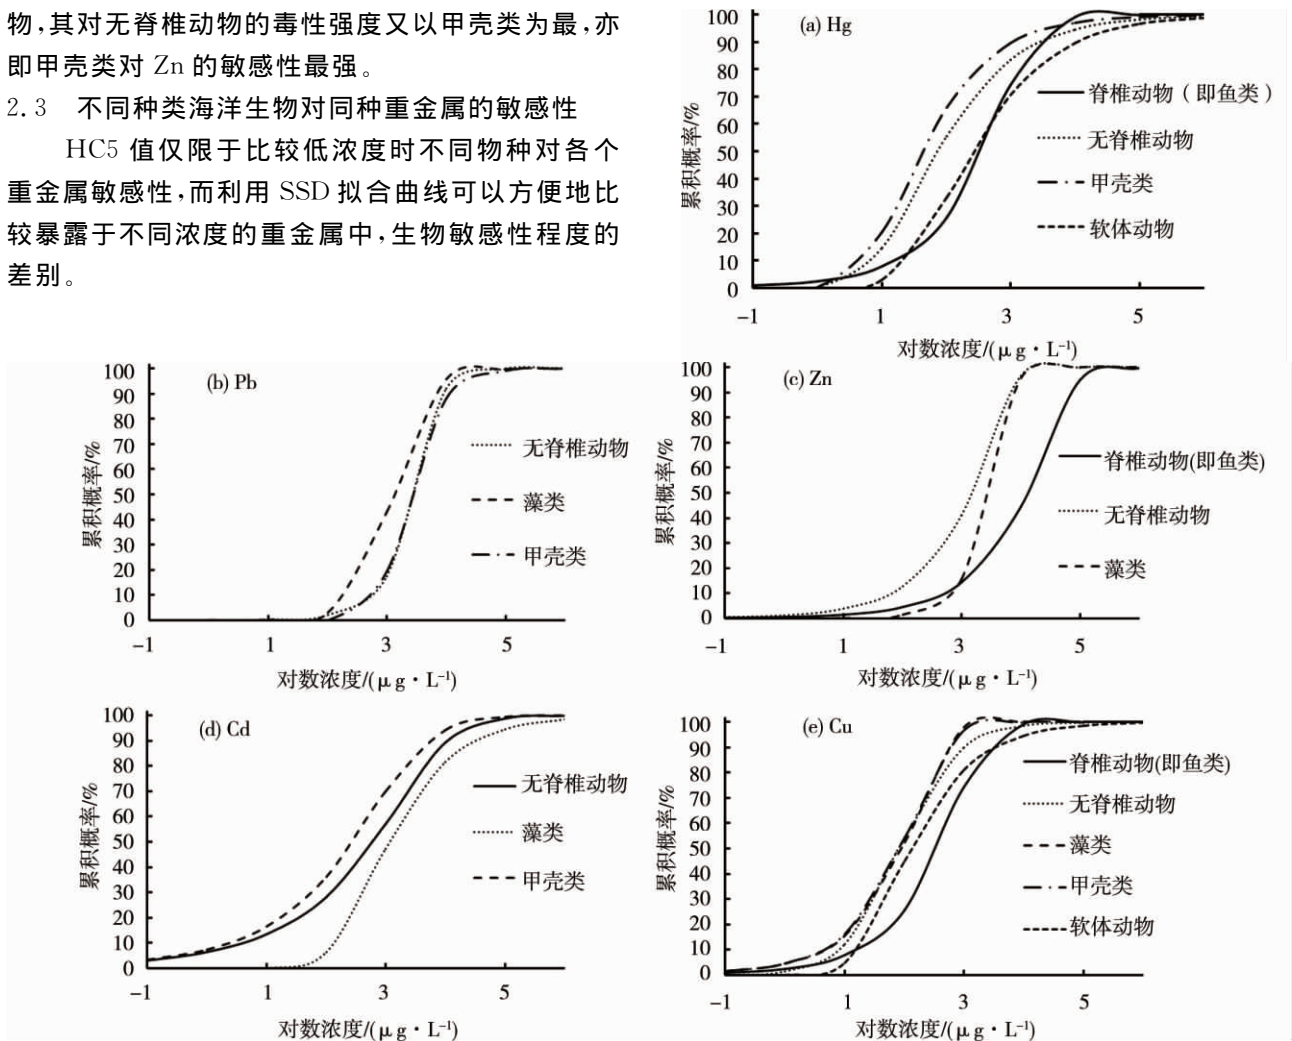 物,其对无脊椎动物的毒性强度又以甲壳类为最,亦
即甲壳类对 Zn 的敏感性最强。
2.3 不同种类海洋生物对同种重金属的敏感性
HC5 值仅限于比较低浓度时不同物种对各个
重金属敏感性,而利用 SSD 拟合曲线可以方便地比
较暴露于不同浓度的重金属中,生物敏感性程度的
差别。
(a) Hg
累积概率/%
100
90
80
70
60
50
40
30
20
10
0
-1 1 3 5
对数浓度/(μg·L⁻¹)
脊椎动物(即鱼类)
无脊椎动物
甲壳类
软体动物
(b) Pb
累积概率/%
100
90
80
70
60
50
40
30
20
10
0
-1 1 3 5
对数浓度/(μg·L⁻¹)
无脊椎动物
藻类
甲壳类
(c) Zn
累积概率/%
100
90
80
70
60
50
40
30
20
10
0
-1 1 3 5
对数浓度/(μg·L⁻¹)
脊椎动物(即鱼类)
无脊椎动物
藻类
(d) Cd
累积概率/%
100
90
80
70
60
50
40
30
20
10
0
-1 1 3 5
对数浓度/(μg·L⁻¹)
无脊椎动物
藻类
甲壳类
(e) Cu
累积概率/%
100
90
80
70
60
50
40
30
20
10
0
-1 1 3 5
对数浓度/(μg·L⁻¹)
脊椎动物(即鱼类)
无脊椎动物
藻类
甲壳类
软体动物